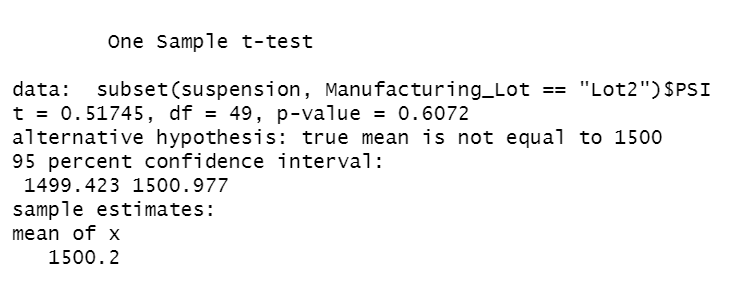 One Sample t-test
data:  subset(suspension, Manufacturing_Lot == "Lot2")$PSI
t = 0.51745, df = 49, p-value = 0.6072
alternative hypothesis: true mean is not equal to 1500
95 percent confidence interval:
1499.423 1500.977
sample estimates:
mean of x
1500.2